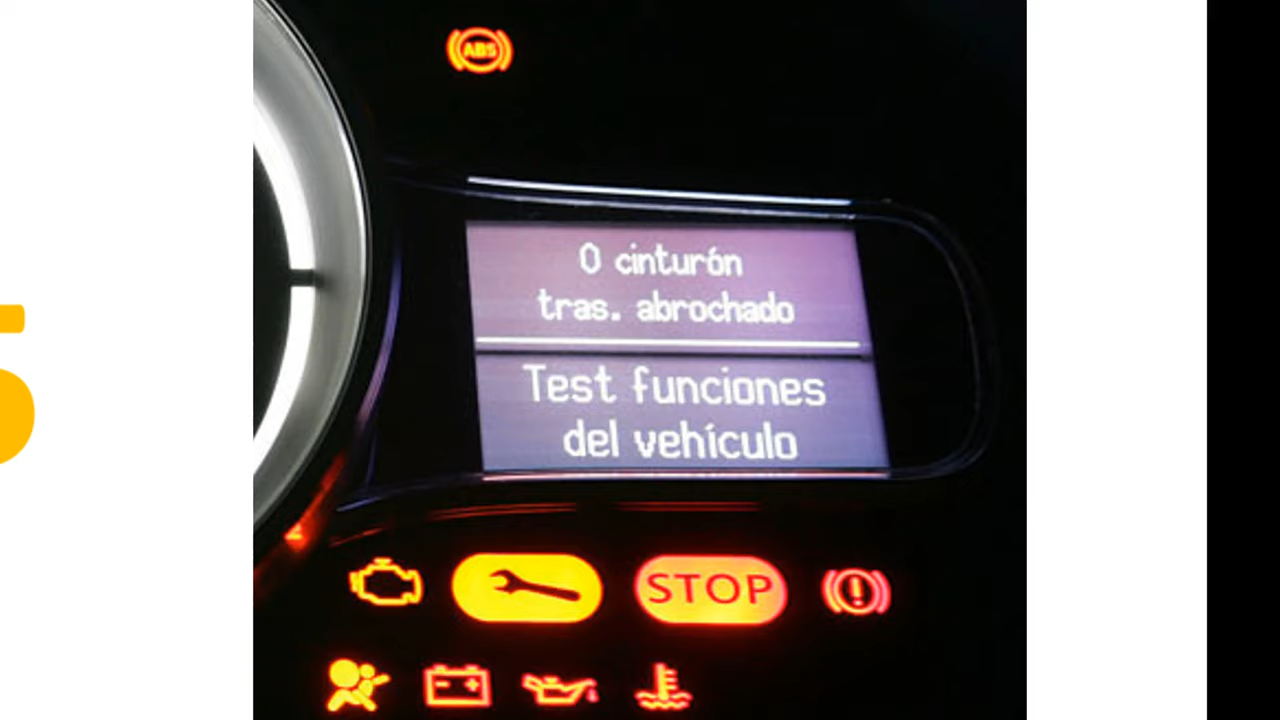 ABS
0 cinturón
tras. abrochado
Test funciones
del vehículo
STOP